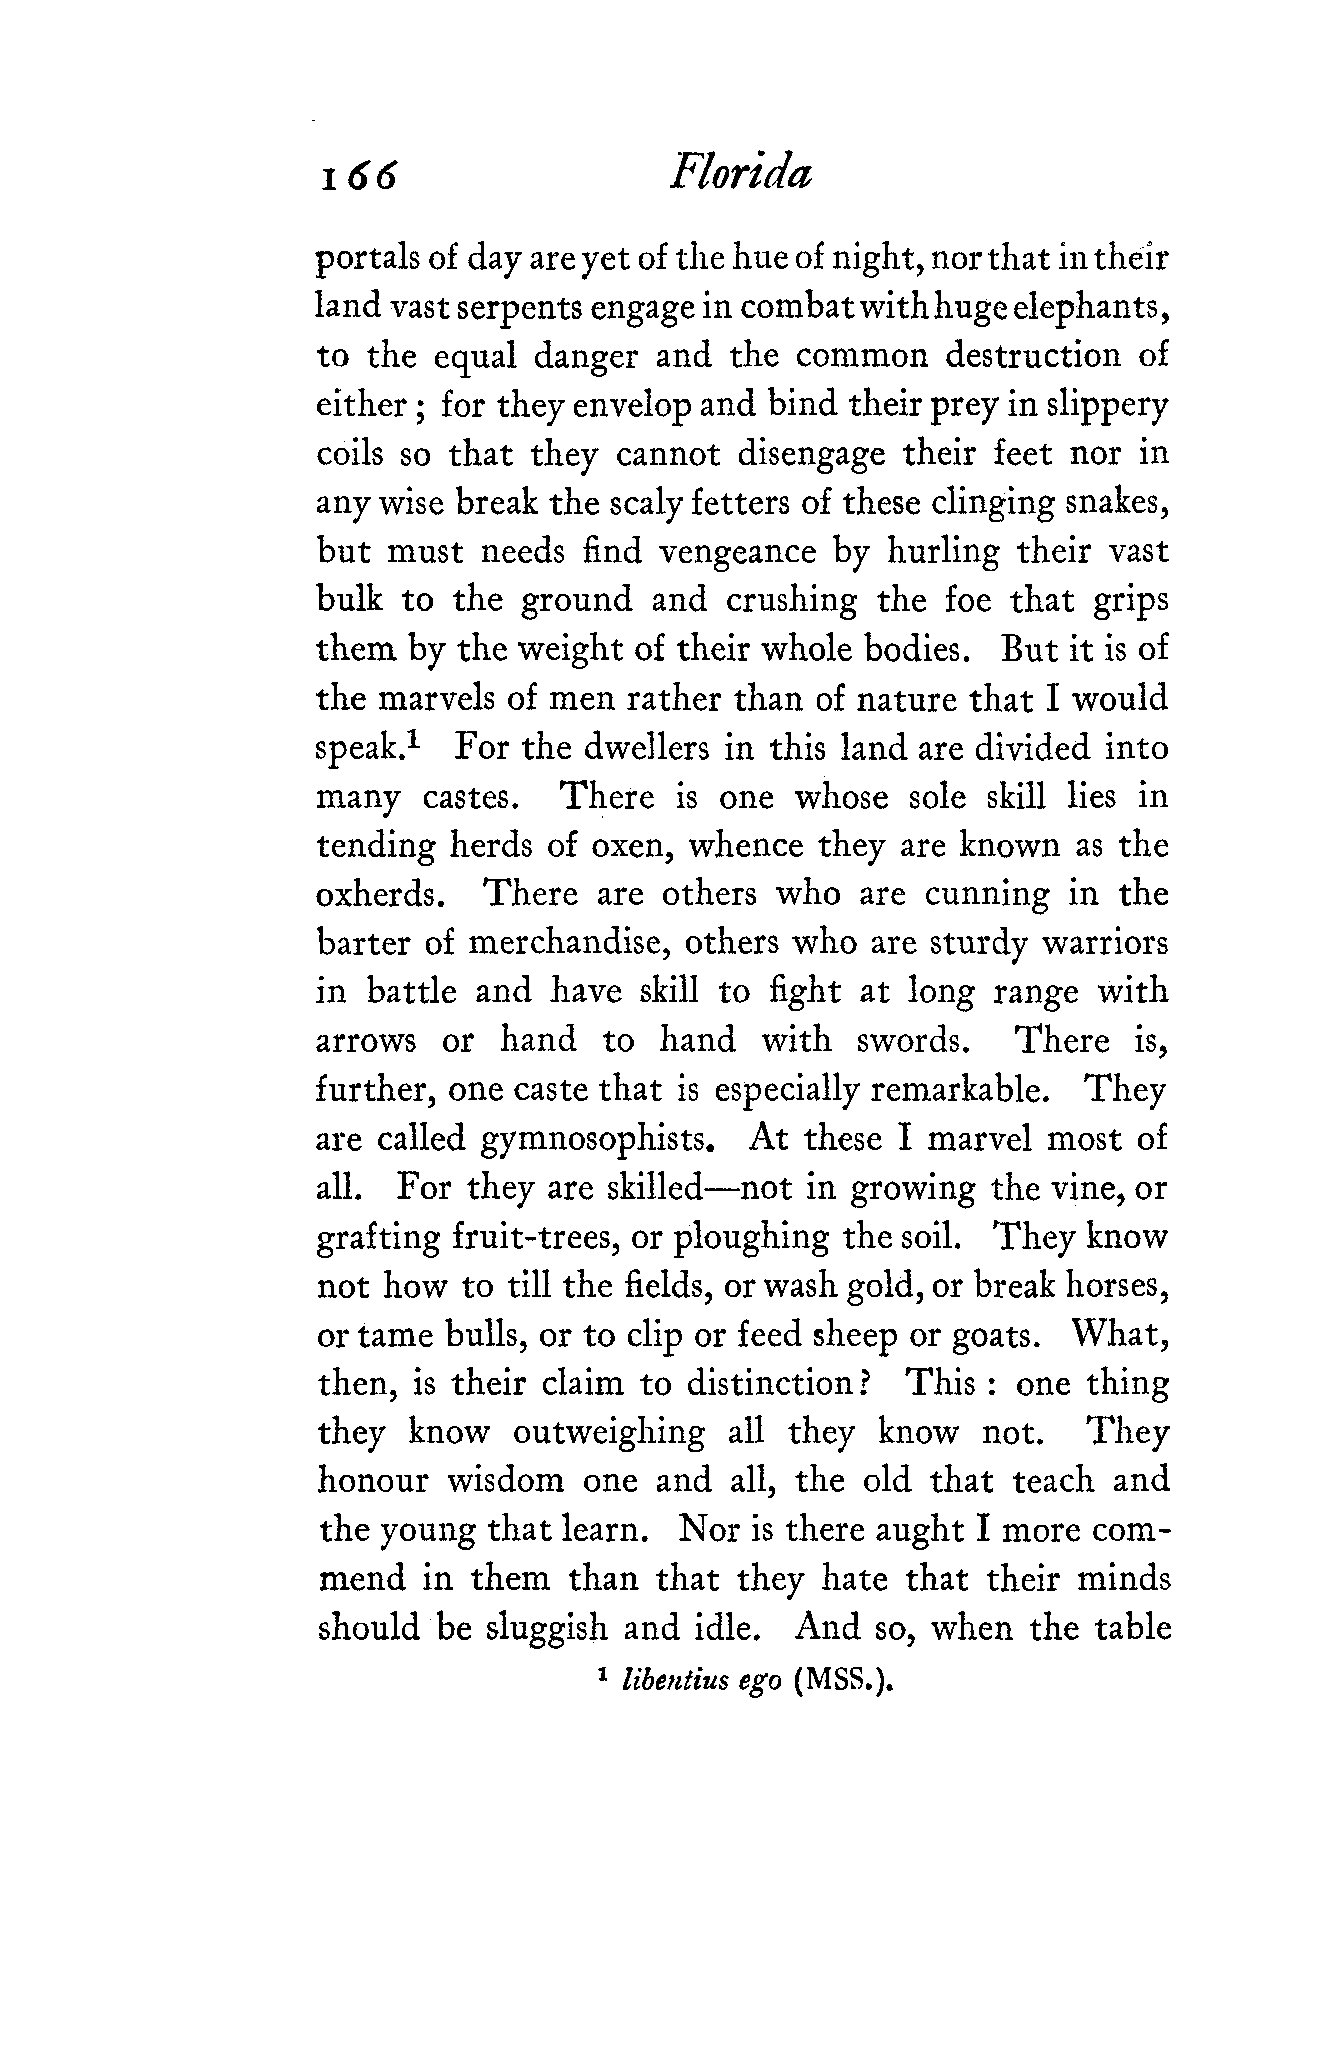 166 Florida
portals of day are yet of the hue of night, nor that in their
land vast serpents engage in combat with huge elephants,
to the equal danger and the common destruction of
either ; for they envelop and bind their prey in slippery
coils so that they cannot disengage their feet nor in
any wise break the scaly fetters of these clinging snakes,
but must needs find vengeance by hurling their vast
bulk to the ground and crushing the foe that grips
them by the weight of their whole bodies. But it is of
the marvels of men rather than of nature that I would
speak.¹ For the dwellers in this land are divided into
many castes. There is one whose sole skill lies in
tending herds of oxen, whence they are known as the
oxherds. There are others who are cunning in the
barter of merchandise, others who are sturdy warriors
in battle and have skill to fight at long range with
arrows or hand to hand with swords. There is,
further, one caste that is especially remarkable. They
are called gymnosophists. At these I marvel most of
all. For they are skilled—not in growing the vine, or
grafting fruit-trees, or ploughing the soil. They know
not how to till the fields, or wash gold, or break horses,
or tame bulls, or to clip or feed sheep or goats. What,
then, is their claim to distinction? This : one thing
they know outweighing all they know not. They
honour wisdom one and all, the old that teach and
the young that learn. Nor is there aught I more com-
mend in them than that they hate that their minds
should be sluggish and idle. And so, when the table
¹ libentius ego (MSS.).